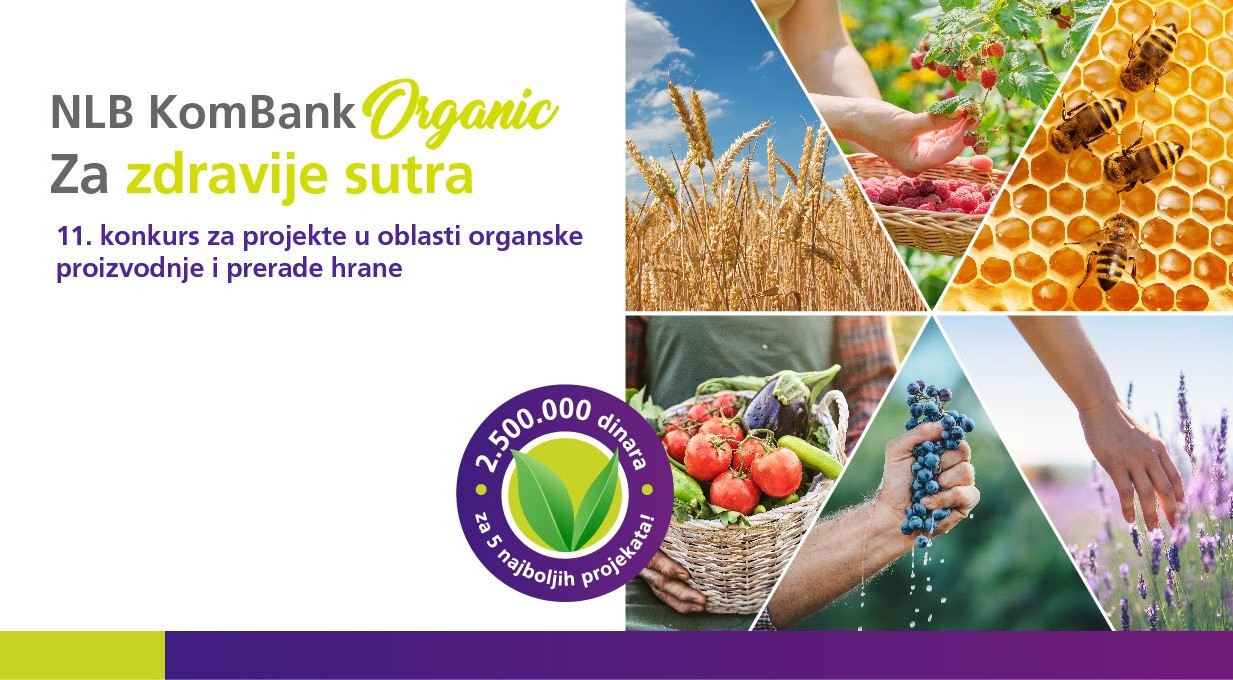 NLB KomBank Organic
Za zdravije sutra
11. konkurs za projekte u oblasti organske
proizvodnje i prerade hrane
2.500.000 dinara
za 5 najboljih projekata!